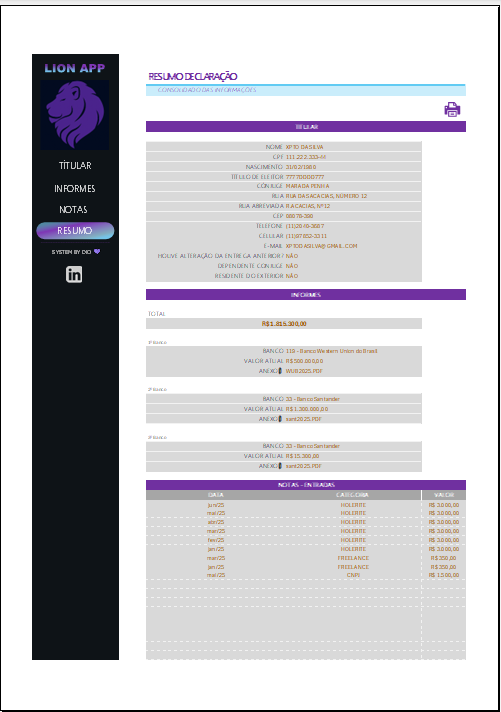 LION APP
TÍTULAR
INFORMES
NOTAS
RESUMO
SYSTEM BY DIO
in
RESUMO DECLARAÇÃO
CONSOLIDADO DAS INFORMAÇÕES
TITULAR
NOME XPTO DA SILVA
CPF 111.222.333-44
NASCIMENTO 31/02/1800
TÍTULO DE ELEITOR 77770000777
CÔNJUGE MARIA DA PENHA
RUA RUA DAS ACÁCIAS, NÚMERO 12
RUA ABREVIADA R.ACACIAS, Nº12
CEP 08678-380
TELEFONE (11)2040-3687
CELULAR (11)87652-3311
E-MAIL XPTODASILVA@GMAIL.COM
HOUVE ALTERAÇÃO DA ENTREGA ANTERIOR? NÃO
DEPENDENTE CONJUGE NÃO
RESIDENTE DO EXTERIOR NÃO
INFORMES
TOTAL
R$ 1.815.300,00
1º Banco
BANCO 119 - Banco Western Union do Brasil
VALOR ATUAL R$ 500.000,00
ANEXO WUB2025.PDF
2º Banco
BANCO 33 - Banco Santander
VALOR ATUAL R$ 1.300.000,00
ANEXO sant2025.PDF
3º Banco
BANCO 33 - Banco Santander
VALOR ATUAL R$ 15.300,00
ANEXO sant2025.PDF
NOTAS - ENTRADAS
DATA CATEGORIA VALOR
jun/25 HOLERITE R$ 3.000,00
mai/25 HOLERITE R$ 3.000,00
abr/25 HOLERITE R$ 3.000,00
mar/25 HOLERITE R$ 3.000,00
fev/25 HOLERITE R$ 3.000,00
jan/25 HOLERITE R$ 3.000,00
mar/25 FREELANCE R$ 350,00
jan/25 FREELANCE R$ 350,00
mai/25 CNPJ R$ 1.500,00